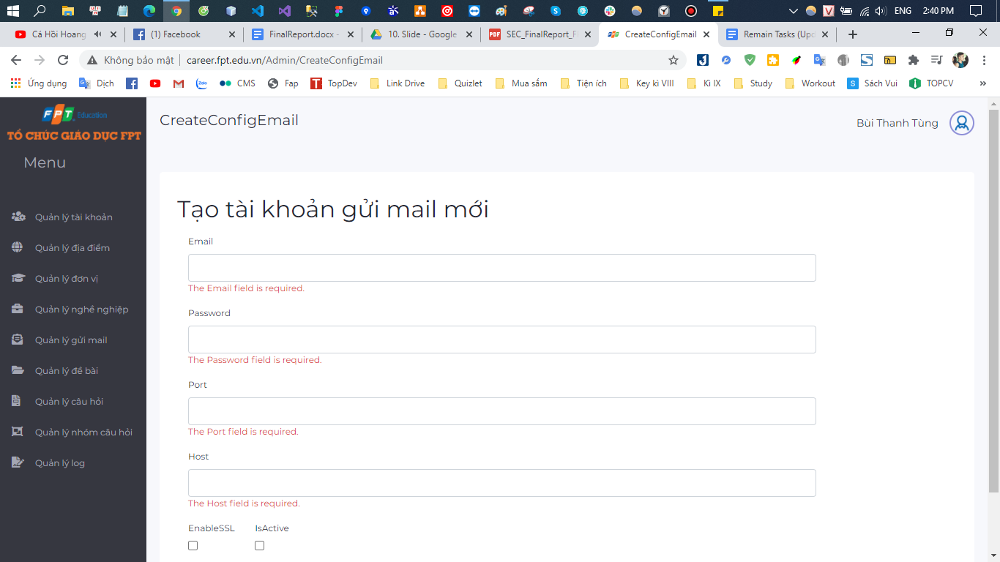 ENG 2:40 PM
Cá Hồi Hoang
(1) Facebook
FinalReport.docx -
10. Slide - Google
PDF SEC_FinalReport_F
CreateConfigEmail
Remain Tasks (Upd
Không bảo mật
career.fpt.edu.vn/Admin/CreateConfigEmail
Ứng dụng
Dịch
Zalo
CMS
Fap
T TopDev
Link Drive
Quizlet
Mua sắm
Tiện ích
Key kì VIII
Kì IX
Study
Workout
S Sách Vui
TOPCV
FPT Education
TỔ CHỨC GIÁO DỤC FPT
Menu
Quản lý tài khoản
Quản lý địa điểm
Quản lý đơn vị
Quản lý nghề nghiệp
Quản lý gửi mail
Quản lý đề bài
Quản lý câu hỏi
Quản lý nhóm câu hỏi
Quản lý log
CreateConfigEmail
Bùi Thanh Tùng
Tạo tài khoản gửi mail mới
Email
The Email field is required.
Password
The Password field is required.
Port
The Port field is required.
Host
The Host field is required.
EnableSSL IsActive